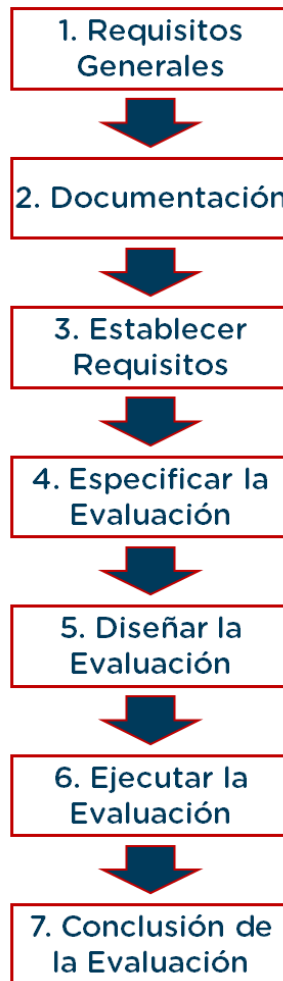 1. Requisitos
Generales
2. Documentación
3. Establecer
Requisitos
4. Especificar la
Evaluación
5. Diseñar la
Evaluación
6. Ejecutar la
Evaluación
7. Conclusión de
la Evaluación